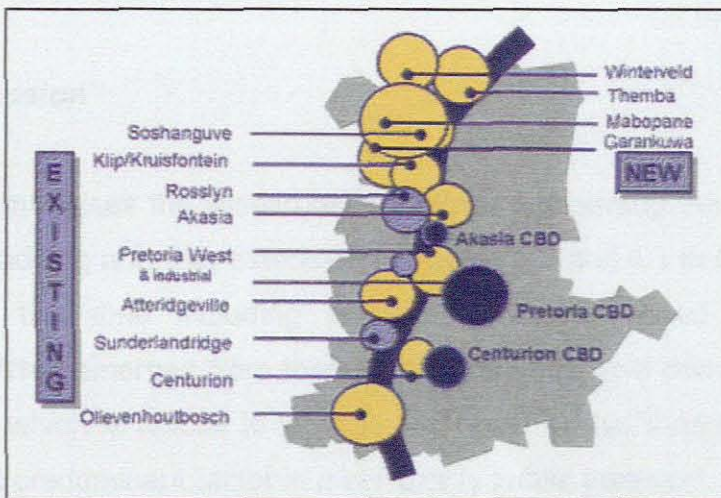 Winterveld
Themba
Mabopane
Garankuwa
NEW
Soshanguve
Klip/Kruisfontein
Rosslyn
Akasia
Pretoria West
& Industrial
Atteridgeville
Sunderlandridge
Centurion
Olievenhoutbosch
EXISTING
Akasia CBD
Pretoria CBD
Centurion CBD